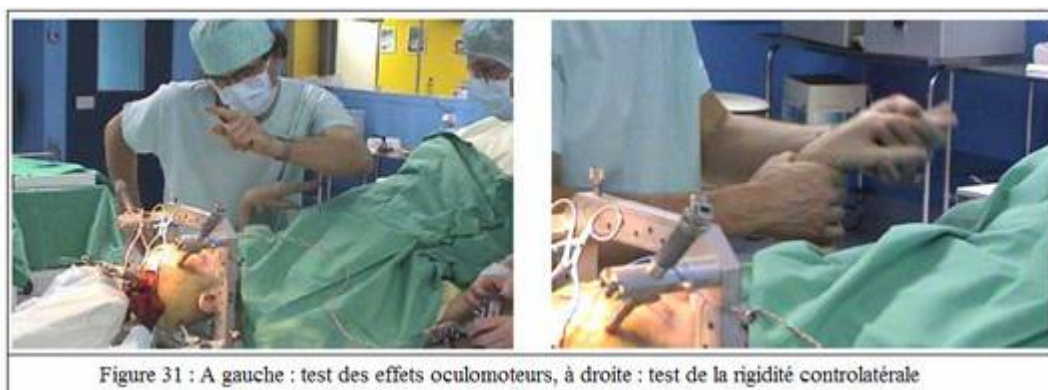 Figure 31 : A gauche : test des effets oculomoteurs, à droite : test de la rigidité controlatérale